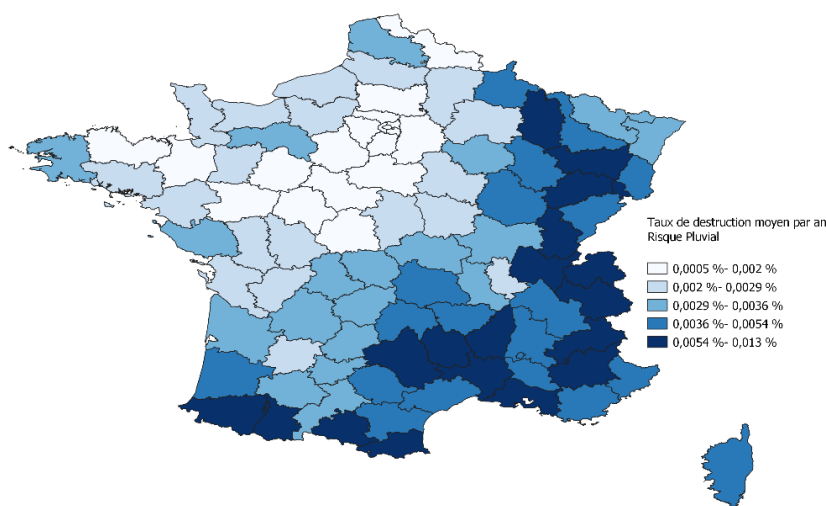 Taux de destruction moyen par an
Risque Pluvial
0,0005 %- 0,002 %
0,002 %- 0,0029 %
0,0029 %- 0,0036 %
0,0036 %- 0,0054 %
0,0054 %- 0,013 %